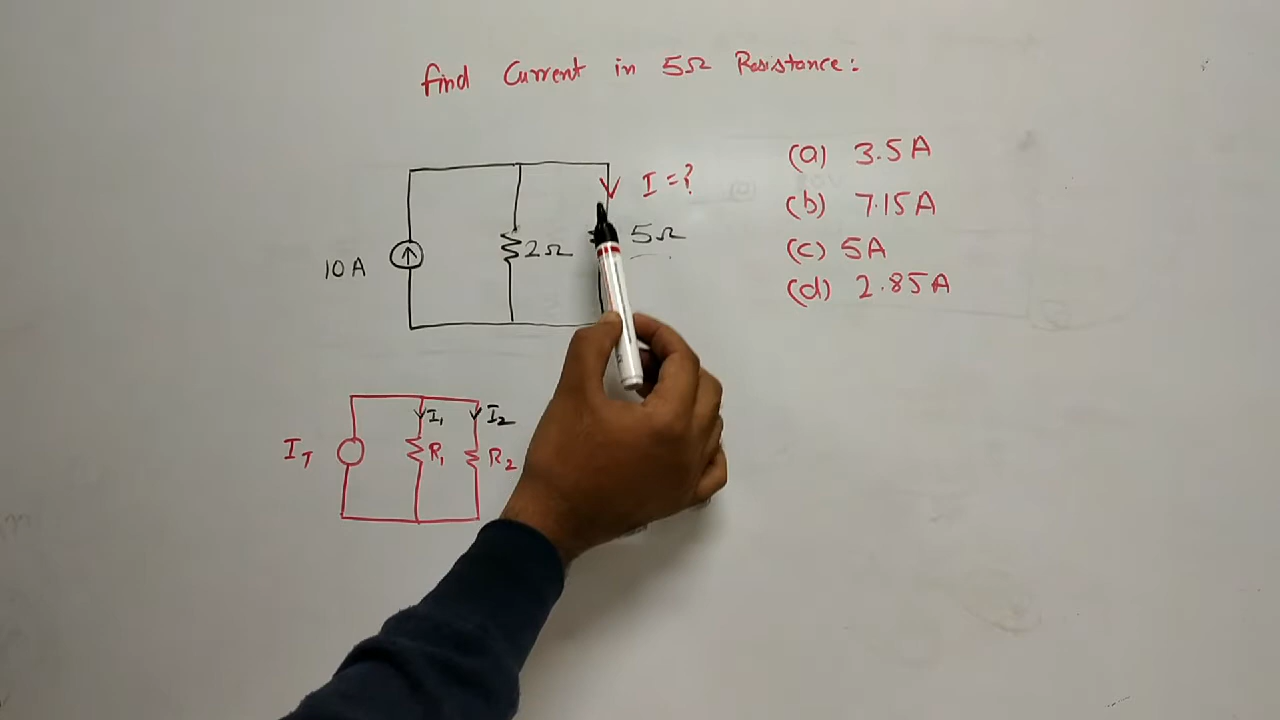 find Current in 5Ω Resistance:
(a) 3.5A
I=?
(b) 7.15A
2Ω
5Ω
(c) 5A
10A
(d) 2.85A
I₁
I₂
I_T
R₁
R₂